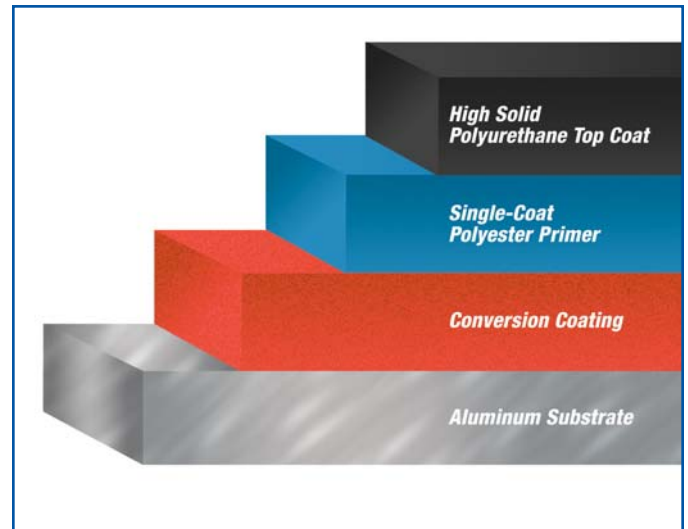 High Solid
Polyurethane Top Coat
Single-Coat
Polyester Primer
Conversion Coating
Aluminum Substrate